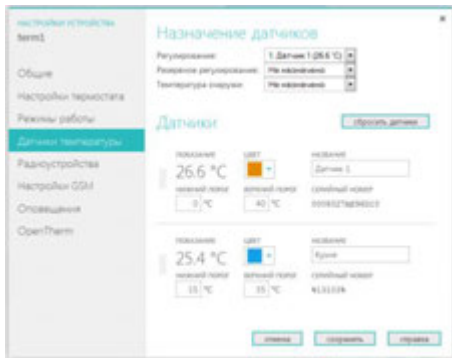 НАСТРОЙКИ УСТРОЙСТВА
term1
Общие
Настройки термостата
Режимы работы
Датчики температуры
Радиоустройства
Настройки GSM
Оповещения
OpenTherm
Назначение датчиков
Регулирование: 1. Датчик 1 (26.6 °C)
Резервное регулирование: Не назначено
Температура снаружи: Не назначено
Датчики
сбросить датчики
ПОКАЗАНИЕ ЦВЕТ НАЗВАНИЕ
26.6 °C Датчик 1
НИЖНИЙ ПОРОГ ВЕРХНИЙ ПОРОГ СЕРИЙНЫЙ НОМЕР
0 °C 40 °C
ПОКАЗАНИЕ ЦВЕТ НАЗВАНИЕ
25.4 °C Кухня
НИЖНИЙ ПОРОГ ВЕРХНИЙ ПОРОГ СЕРИЙНЫЙ НОМЕР
15 °C 35 °C
отмена сохранить справка